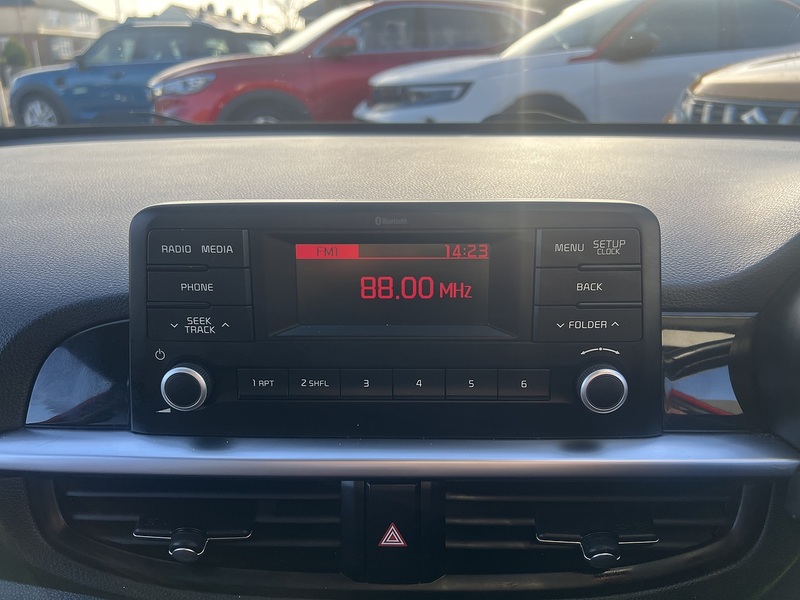 Bluetooth
RADIO MEDIA
PHONE
SEEK
TRACK
FM1 14:23
88.00 MHz
MENU SETUP
CLOCK
BACK
FOLDER
1 RPT 2 SHFL 3 4 5 6